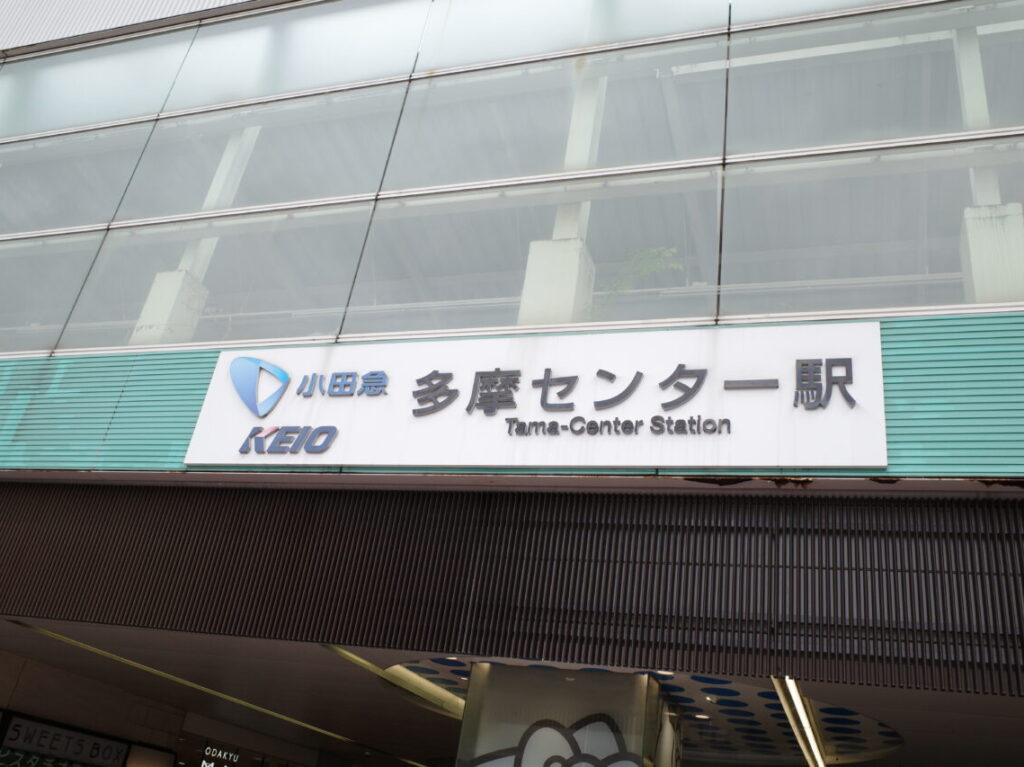 小田急
KEIO
多摩センター駅
Tama-Center Station
SWEETS BOX
ODAKYU